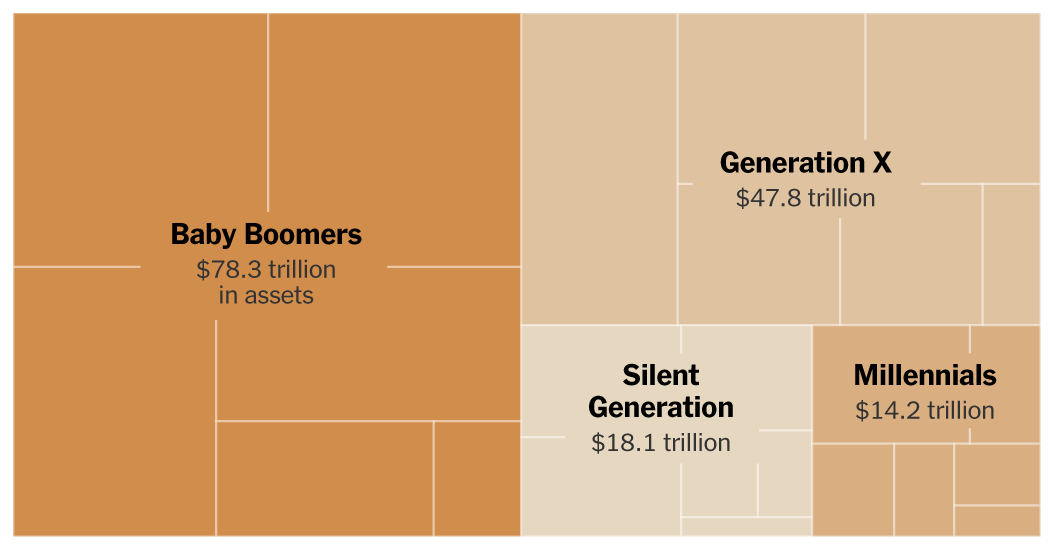 Baby Boomers
$78.3 trillion
in assets
Generation X
$47.8 trillion
Silent
Generation
$18.1 trillion
Millennials
$14.2 trillion